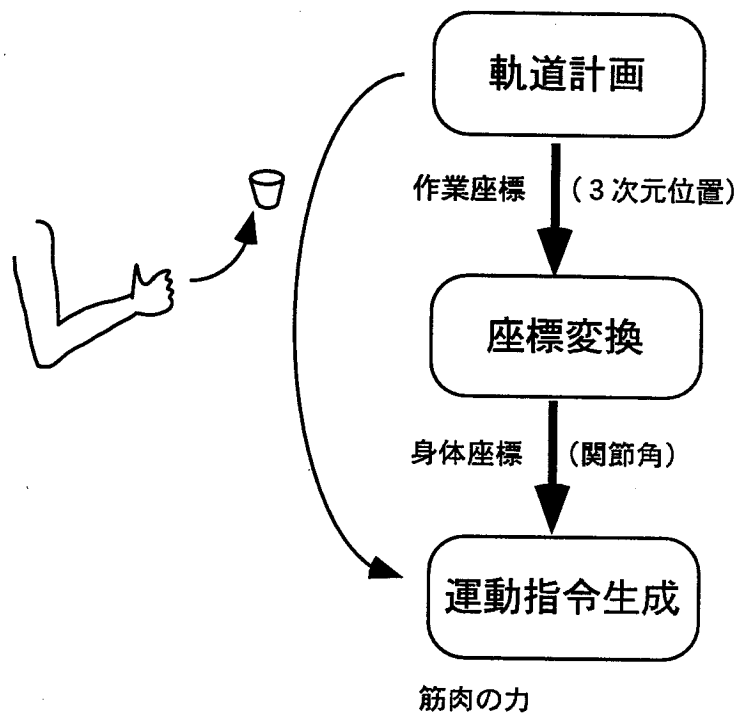 軌道計画
作業座標 （３次元位置）
座標変換
身体座標 （関節角）
運動指令生成
筋肉の力